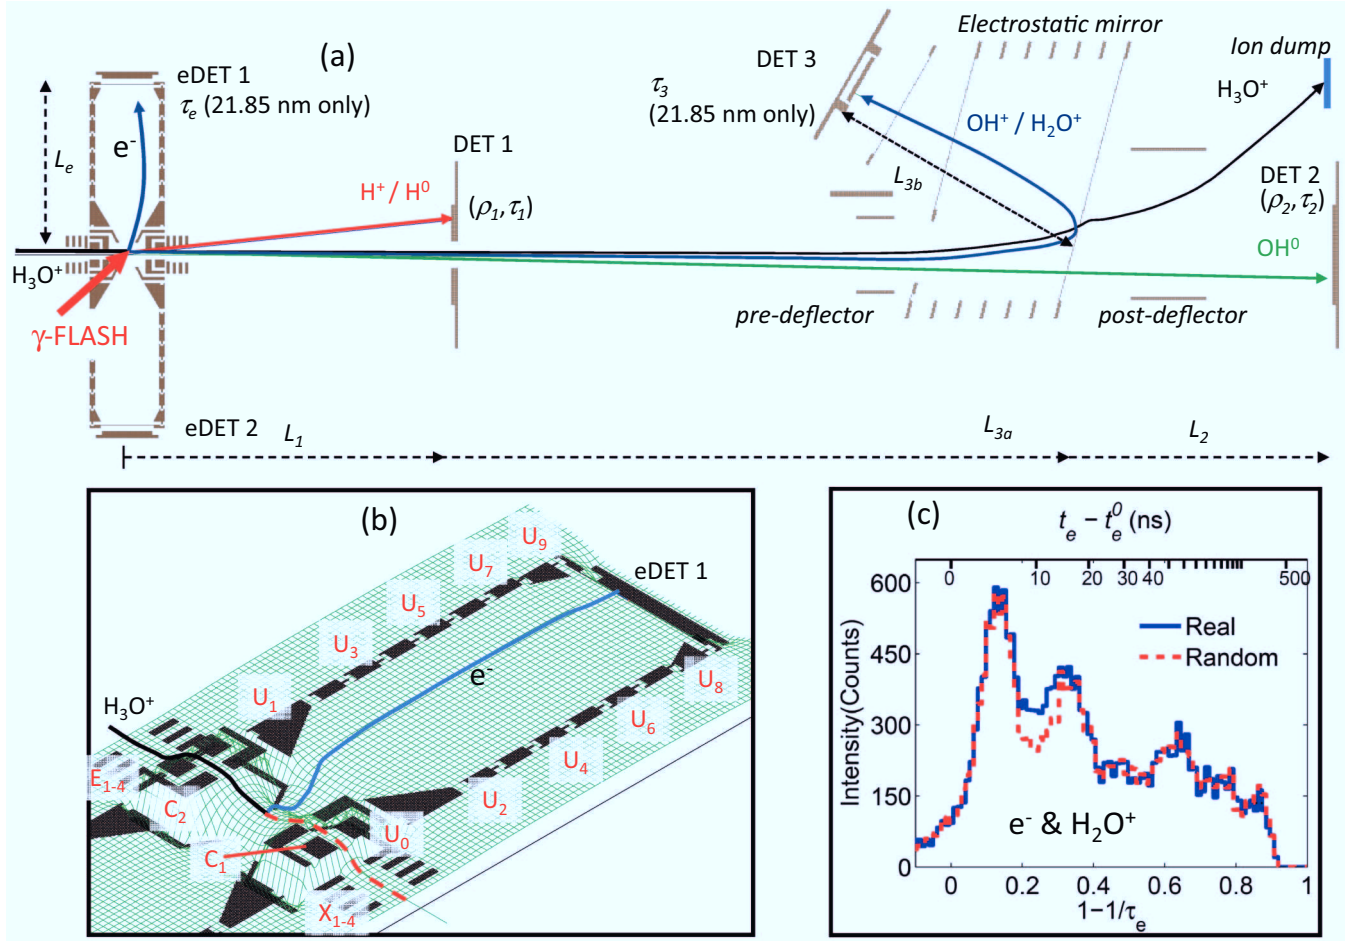 (a)
eDET 1
τe (21.85 nm only)
e-
Le
H3O+
γ-FLASH
eDET 2
DET 1
H+ / H0
(ρ1,τ1)
DET 3
τ3
(21.85 nm only)
Electrostatic mirror
Ion dump
H3O+
OH+ / H2O+
L3b
DET 2
(ρ2,τ2)
OH0
pre-deflector
post-deflector
L1
L3a
L2
(b)
U9
U7
eDET 1
U5
U3
e-
H3O+
U1
U8
U6
U4
E1-4
C2
U2
U0
C1
X1-4
(c)
te − te0 (ns)
0 10 20 30 40 500
600
450
300
150
0
Intensity(Counts)
Real
Random
e- & H2O+
0 0.2 0.4 0.6 0.8 1
1−1/τe